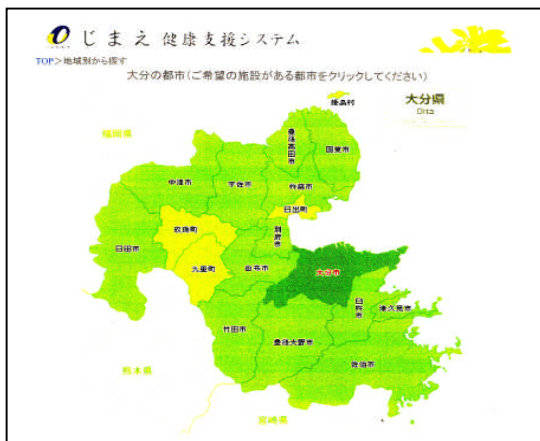 じまえ 健康支援システム
TOP>地域別から探す
大分の都市(ご希望の施設がある都市をクリックしてください)
姫島村
大分県
Oita
福岡県
豊後高田市
国東市
中津市
宇佐市
杵築市
日出町
玖珠町
別府市
日田市
九重町
由布市
大分市
臼杵市
津久見市
竹田市
豊後大野市
佐伯市
熊本県
宮崎県